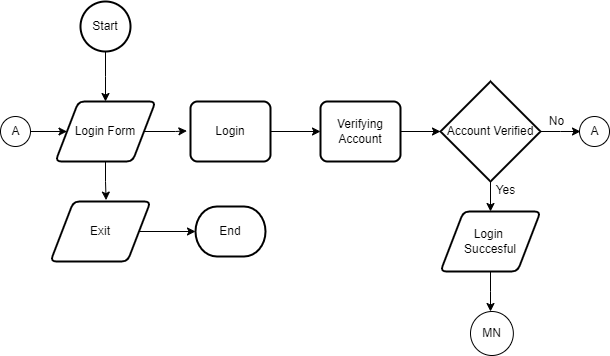 Start
A
Login Form
Login
Verifying
Account
Account Verified
No
A
Yes
Exit
End
Login
Succesful
MN